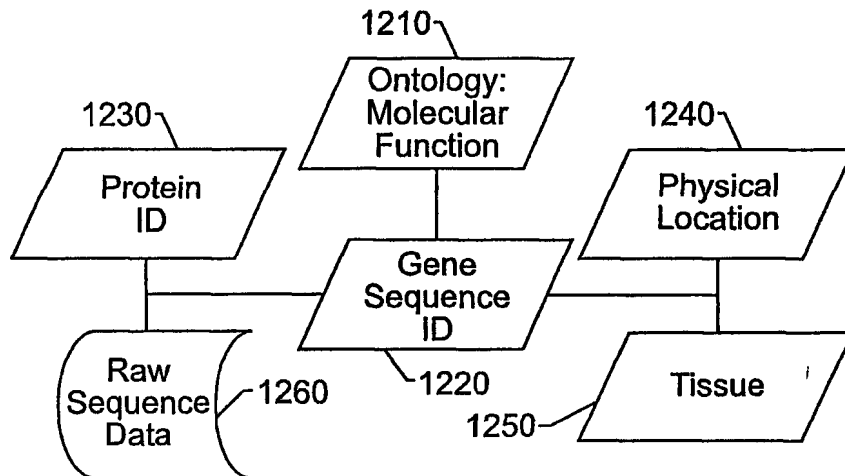 1210
Ontology:
Molecular
Function
1230
Protein
ID
1240
Physical
Location
Gene
Sequence
ID
1220
Raw
Sequence
Data
1260
Tissue
1250